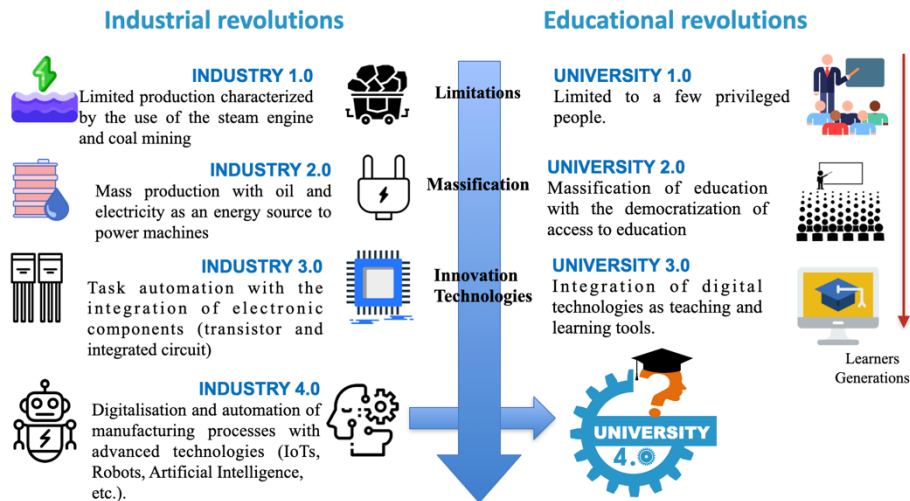 Industrial revolutions
Educational revolutions
INDUSTRY 1.0
Limited production characterized
by the use of the steam engine
and coal mining
Limitations
UNIVERSITY 1.0
Limited to a few privileged
people.
INDUSTRY 2.0
Mass production with oil and
electricity as an energy source to
power machines
Massification
UNIVERSITY 2.0
Massification of education
with the democratization of
access to education
INDUSTRY 3.0
Task automation with the
integration of electronic
components (transistor and
integrated circuit)
Innovation
Technologies
UNIVERSITY 3.0
Integration of digital
technologies as teaching and
learning tools.
Learners
Generations
INDUSTRY 4.0
Digitalisation and automation of
manufacturing processes with
advanced technologies (IoTs,
Robots, Artificial Intelligence,
etc.).
UNIVERSITY
4.0